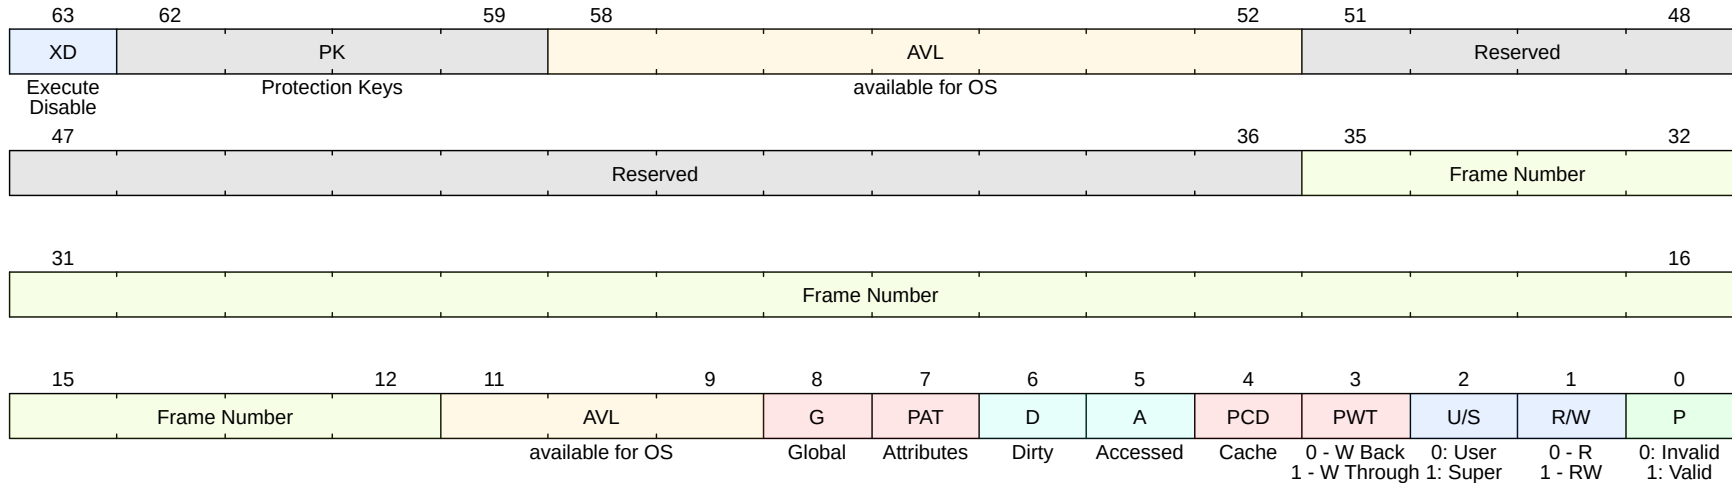 63 62 59 58 52 51 48
XD PK AVL Reserved
Execute Protection Keys available for OS
Disable
47 36 35 32
Reserved Frame Number
31 16
Frame Number
15 12 11 9 8 7 6 5 4 3 2 1 0
Frame Number AVL G PAT D A PCD PWT U/S R/W P
available for OS Global Attributes Dirty Accessed Cache 0 - W Back 0: User 0 - R 0: Invalid
1 - W Through 1: Super 1 - RW 1: Valid